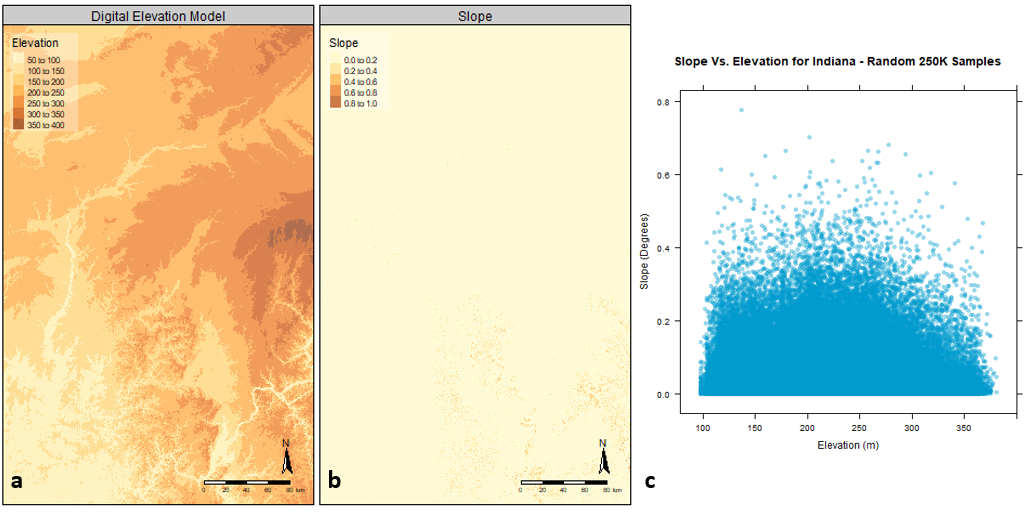 Digital Elevation Model
Elevation
50 to 100
100 to 150
150 to 200
200 to 250
250 to 300
300 to 350
350 to 400
N
0 20 40 60 80 km
a
Slope
Slope
0.0 to 0.2
0.2 to 0.4
0.4 to 0.6
0.6 to 0.8
0.8 to 1.0
N
0 20 40 60 80 km
b
Slope Vs. Elevation for Indiana - Random 250K Samples
Slope (Degrees)
0.8
0.6
0.4
0.2
0.0
100 150 200 250 300 350
Elevation (m)
c